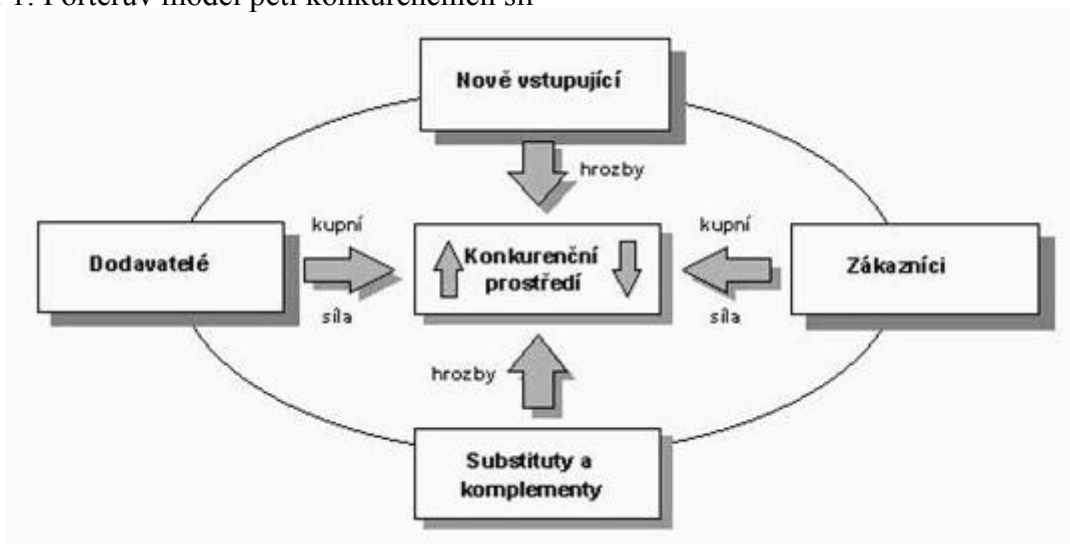 1. Porterův model pěti konkurenčních sil
Nově vstupující
hrozby
kupní
Dodavatelé
síla
Konkurenční
prostředí
kupní
Zákazníci
síla
hrozby
Substituty a
komplementy